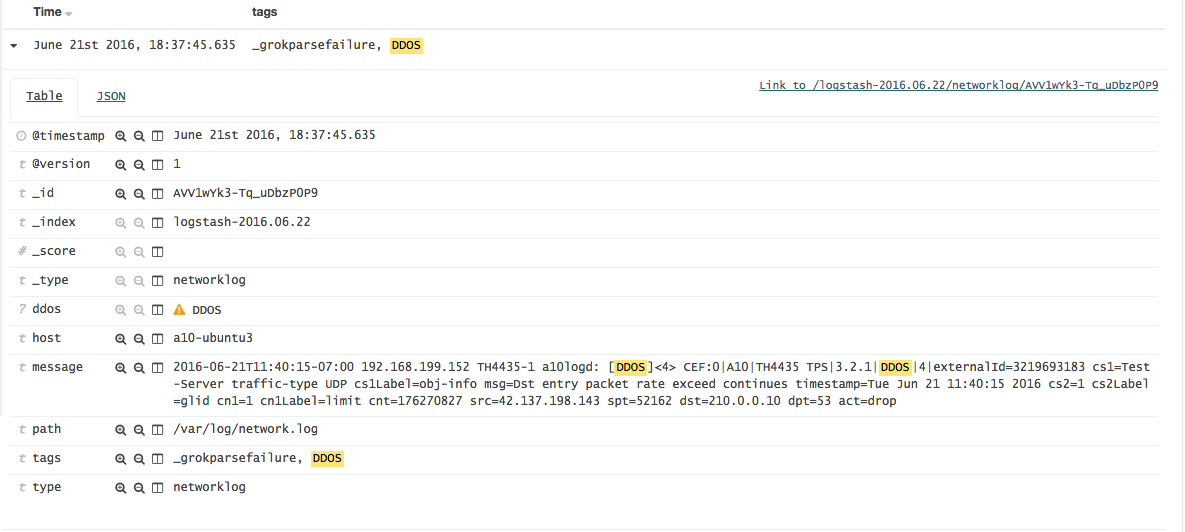 Time tags
June 21st 2016, 18:37:45.635 _grokparsefailure, DDOS
Table JSON Link to /logstash-2016.06.22/networklog/AVV1wYk3-Tq_uDbzP0P9
@timestamp June 21st 2016, 18:37:45.635
t @version 1
t _id AVV1wYk3-Tq_uDbzP0P9
t _index logstash-2016.06.22
# _score
t _type networklog
? ddos DDOS
t host a10-ubuntu3
t message 2016-06-21T11:40:15-07:00 192.168.199.152 TH4435-1 a10logd: [DDOS]<4> CEF:0|A10|TH4435 TPS|3.2.1|DDOS|4|externalId=3219693183 cs1=Test
-Server traffic-type UDP cs1Label=obj-info msg=Dst entry packet rate exceed continues timestamp=Tue Jun 21 11:40:15 2016 cs2=1 cs2Label
=glid cn1=1 cn1Label=limit cnt=176270827 src=42.137.198.143 spt=52162 dst=210.0.0.10 dpt=53 act=drop
t path /var/log/network.log
t tags _grokparsefailure, DDOS
t type networklog